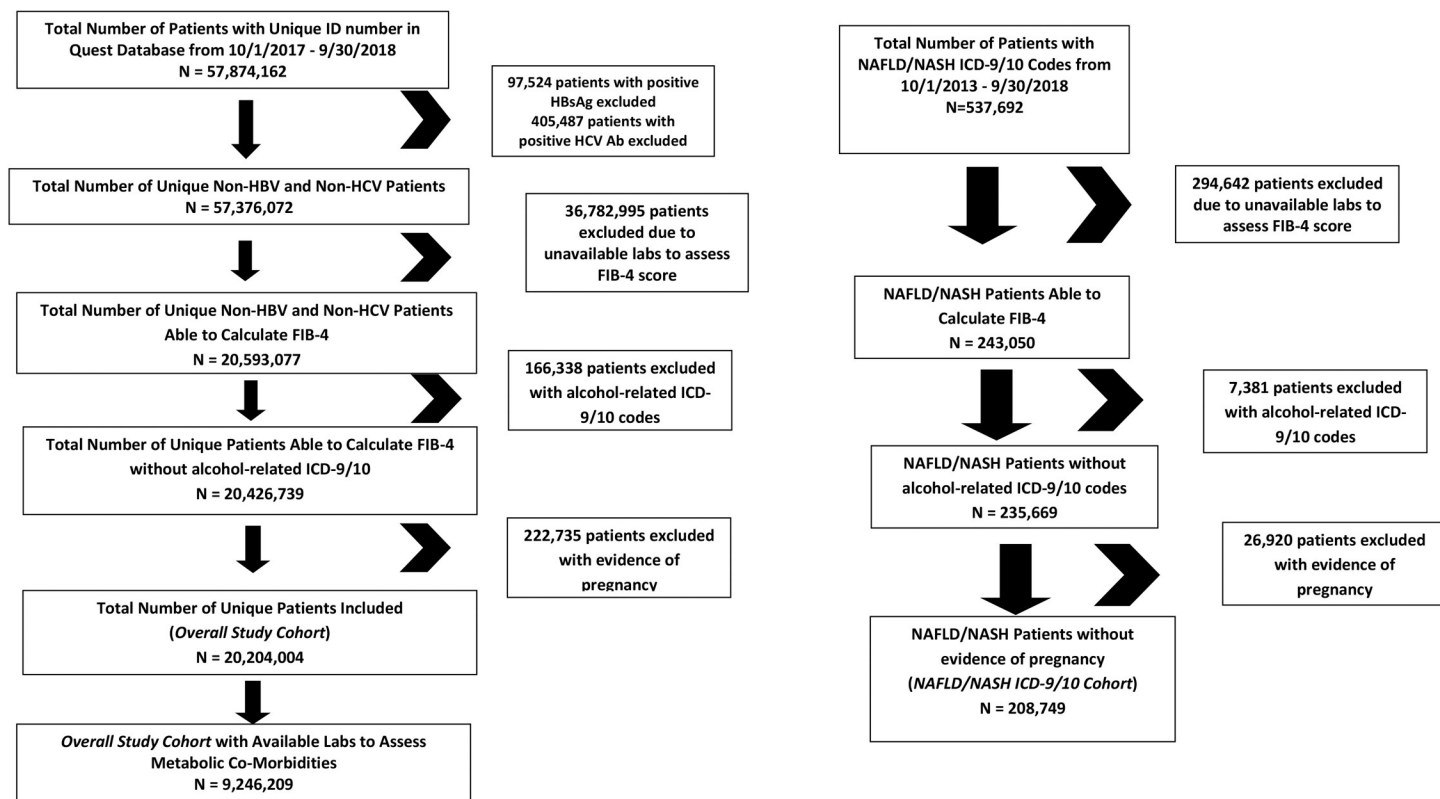 Total Number of Patients with Unique ID number in
Quest Database from 10/1/2017 - 9/30/2018
N = 57,874,162
97,524 patients with positive
HBsAg excluded
405,487 patients with
positive HCV Ab excluded
Total Number of Unique Non-HBV and Non-HCV Patients
N = 57,376,072
36,782,995 patients
excluded due to
unavailable labs to assess
FIB-4 score
Total Number of Unique Non-HBV and Non-HCV Patients
Able to Calculate FIB-4
N = 20,593,077
166,338 patients excluded
with alcohol-related ICD-
9/10 codes
Total Number of Unique Patients Able to Calculate FIB-4
without alcohol-related ICD-9/10
N = 20,426,739
222,735 patients excluded
with evidence of
pregnancy
Total Number of Unique Patients Included
(Overall Study Cohort)
N = 20,204,004
Overall Study Cohort with Available Labs to Assess
Metabolic Co-Morbidities
N = 9,246,209
Total Number of Patients with
NAFLD/NASH ICD-9/10 Codes from
10/1/2013 - 9/30/2018
N=537,692
294,642 patients excluded
due to unavailable labs to
assess FIB-4 score
NAFLD/NASH Patients Able to
Calculate FIB-4
N = 243,050
7,381 patients excluded
with alcohol-related ICD-
9/10 codes
NAFLD/NASH Patients without
alcohol-related ICD-9/10 codes
N = 235,669
26,920 patients excluded
with evidence of
pregnancy
NAFLD/NASH Patients without
evidence of pregnancy
(NAFLD/NASH ICD-9/10 Cohort)
N = 208,749